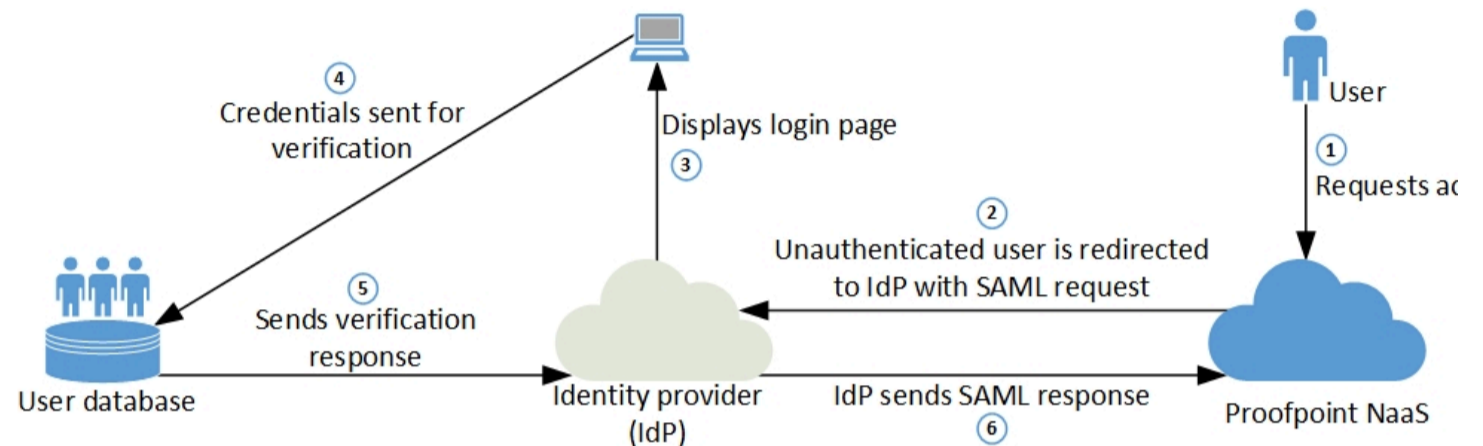 4
Credentials sent for
verification
Displays login page
3
User
1
Requests
2
Unauthenticated user is redirected
to IdP with SAML request
5
Sends verification
response
User database
Identity provider
(IdP)
IdP sends SAML response
6
Proofpoint NaaS